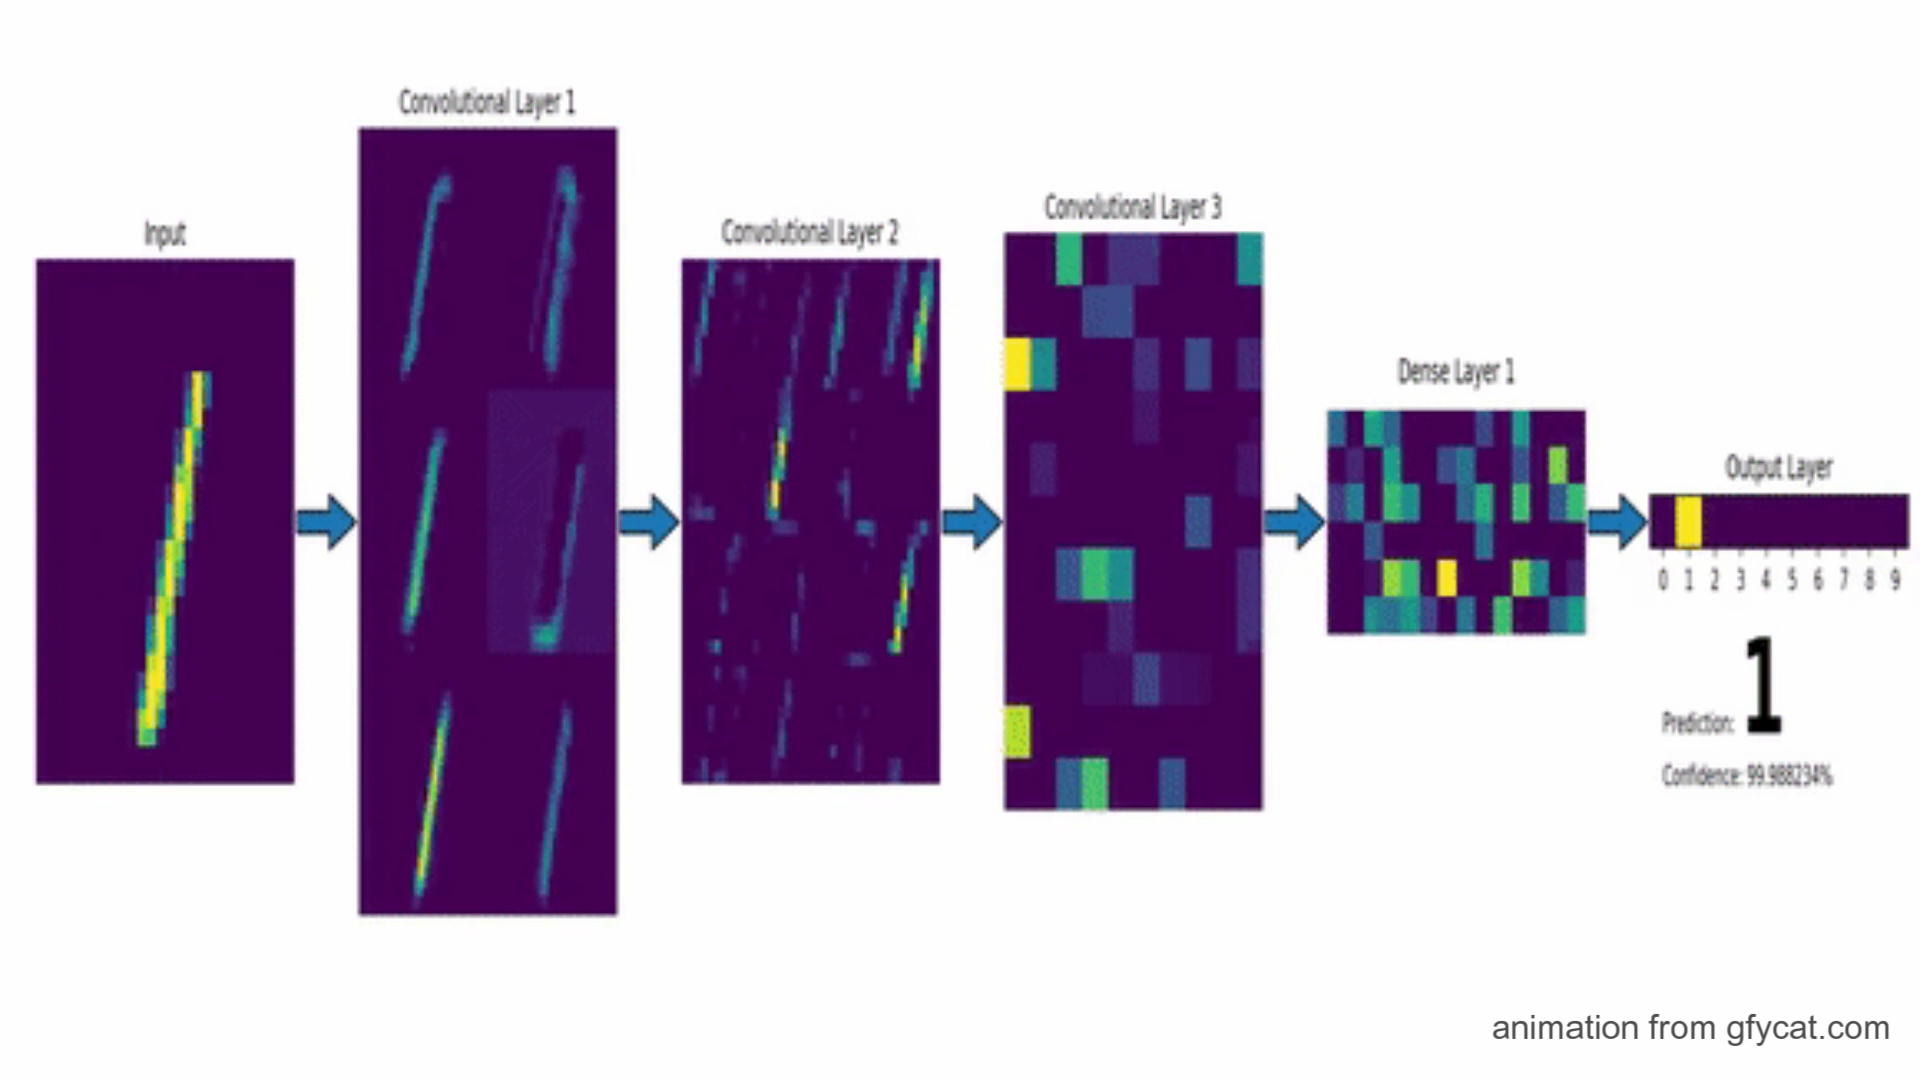 Input
Convolutional Layer 1
Convolutional Layer 2
Convolutional Layer 3
Dense Layer 1
Output Layer
0 1 2 3 4 5 6 7 8 9
Prediction: 1
Confidence: 99.988234%
animation from gfycat.com